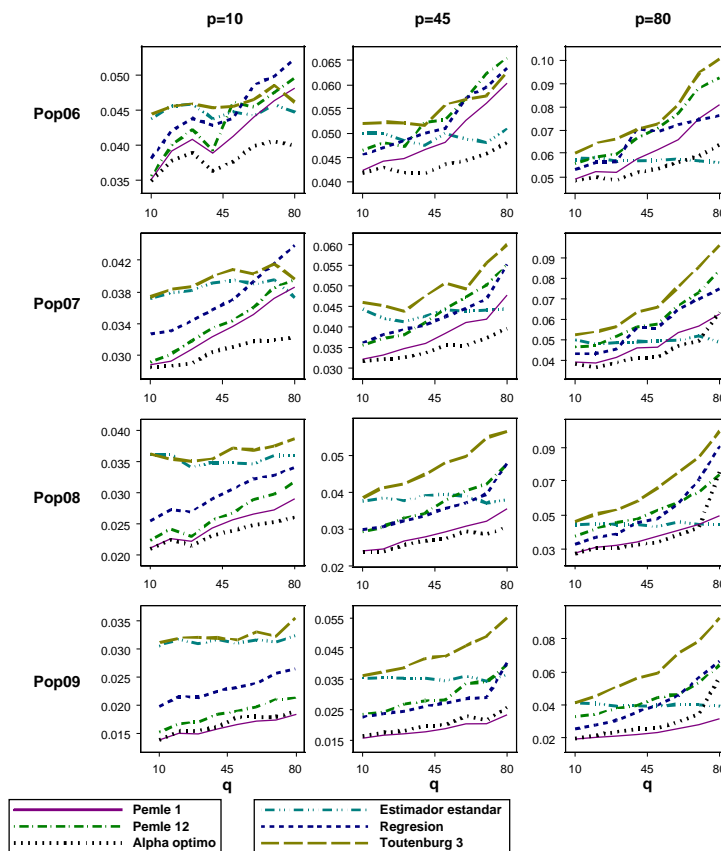 p=10 p=45 p=80
Pop06
0.050
0.045
0.040
0.035
10 45 80
0.065
0.060
0.055
0.050
0.045
0.040
10 45 80
0.10
0.09
0.08
0.07
0.06
0.05
10 45 80
Pop07
0.042
0.038
0.034
0.030
10 45 80
0.060
0.055
0.050
0.045
0.040
0.035
0.030
10 45 80
0.09
0.08
0.07
0.06
0.05
0.04
10 45 80
Pop08
0.040
0.035
0.030
0.025
0.020
10 45 80
0.05
0.04
0.03
0.02
10 45 80
0.09
0.07
0.05
0.03
10 45 80
Pop09
0.035
0.030
0.025
0.020
0.015
10 45 80
q
0.055
0.045
0.035
0.025
0.015
10 45 80
q
0.08
0.06
0.04
0.02
10 45 80
q
Pemle 1
Pemle 12
Alpha optimo
Estimador estandar
Regresion
Toutenburg 3